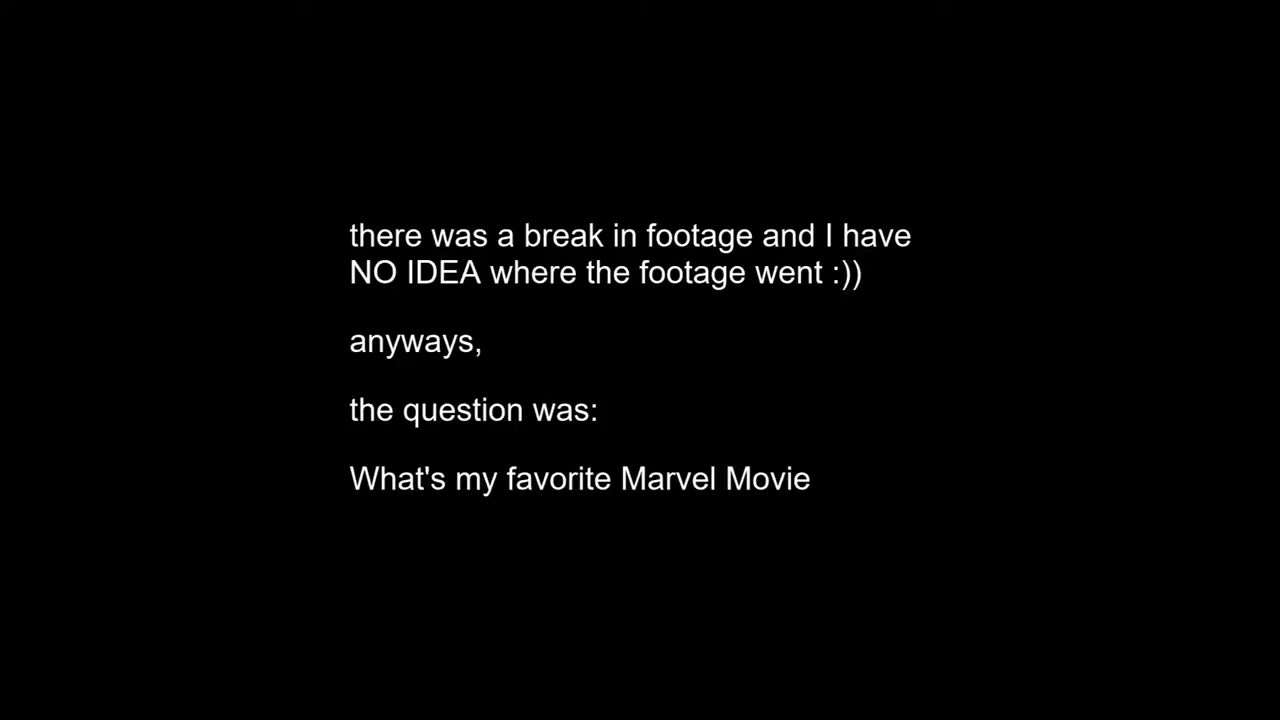 there was a break in footage and I have
NO IDEA where the footage went :))
anyways,
the question was:
What's my favorite Marvel Movie